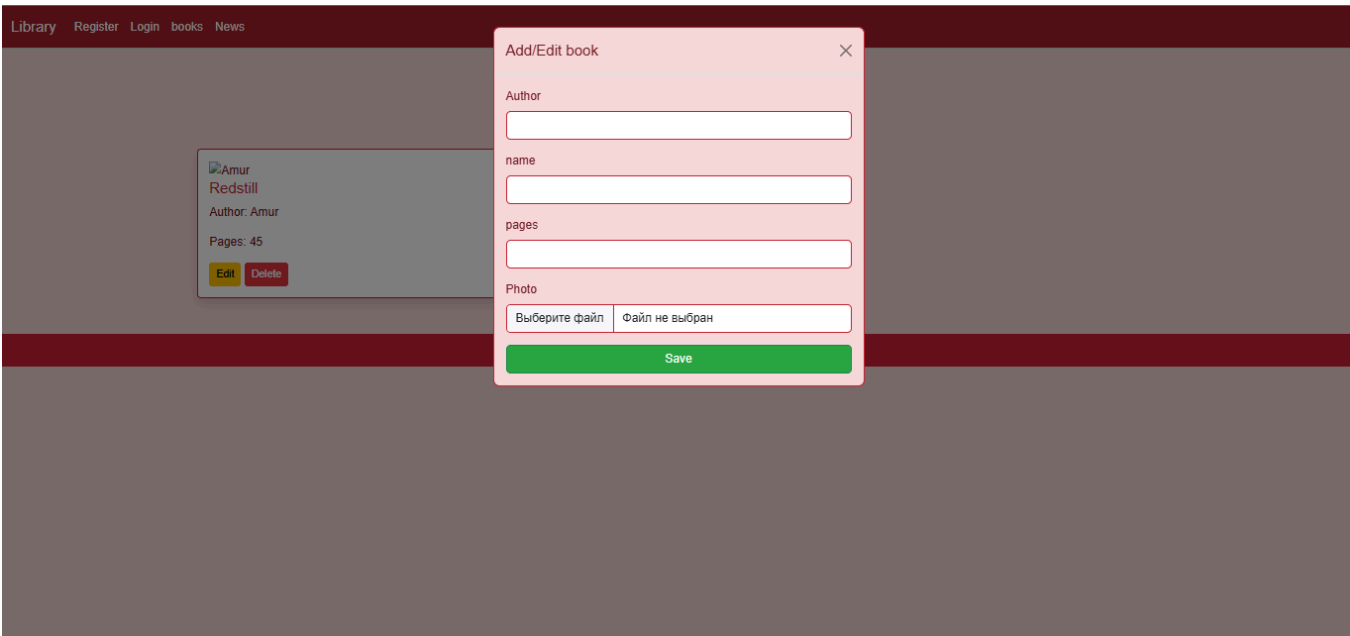 Library Register Login books News
Add/Edit book
Author
name
pages
Photo
Выберите файл Файл не выбран
Save
Amur
Redstill
Author: Amur
Pages: 45
Edit Delete